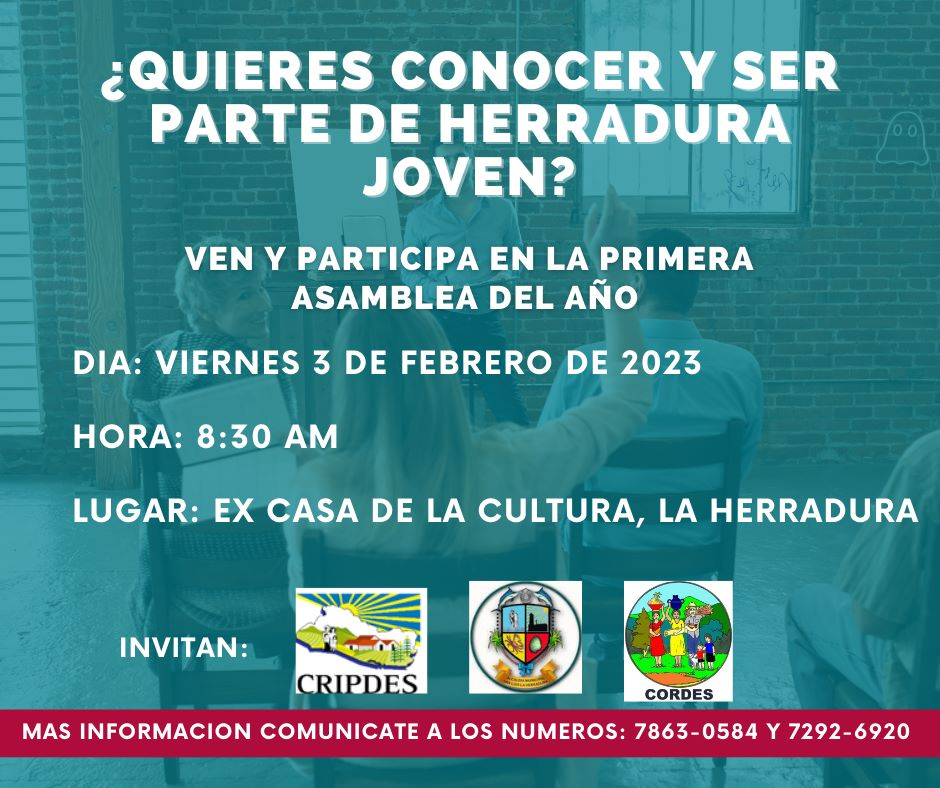 ¿QUIERES CONOCER Y SER
PARTE DE HERRADURA
JOVEN?
VEN Y PARTICIPA EN LA PRIMERA
ASAMBLEA DEL AÑO
DIA: VIERNES 3 DE FEBRERO DE 2023
HORA: 8:30 AM
LUGAR: EX CASA DE LA CULTURA, LA HERRADURA
INVITAN:
CRIPDES
CORDES
MAS INFORMACION COMUNICATE A LOS NUMEROS: 7863-0584 Y 7292-6920